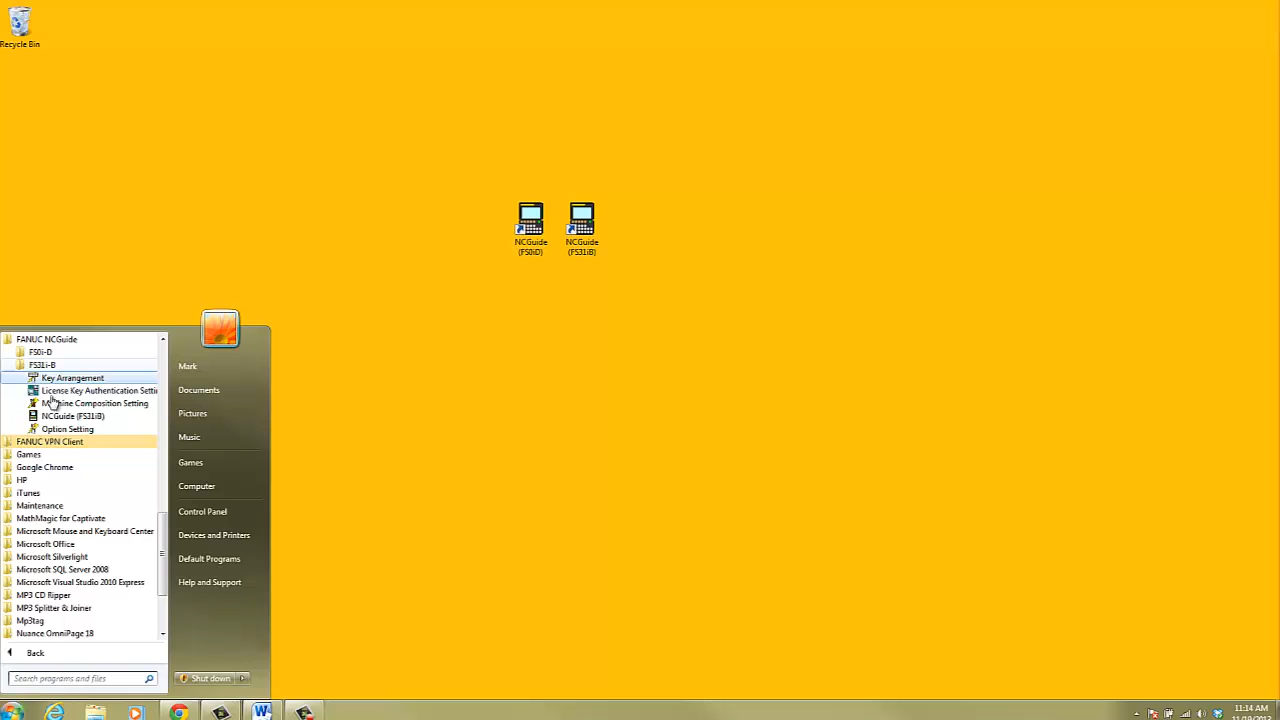 Recycle Bin
NCGuide
(FS0iD)
NCGuide
(FS31iB)
FANUC NCGuide
FS0i-D
FS31i-B
Key Arrangement
License Key Authentication Setti
Machine Composition Setting
NCGuide (FS31iB)
Option Setting
FANUC VPN Client
Games
Google Chrome
HP
iTunes
Maintenance
MathMagic for Captivate
Microsoft Mouse and Keyboard Center
Microsoft Office
Microsoft Silverlight
Microsoft SQL Server 2008
Microsoft Visual Studio 2010 Express
MP3 CD Ripper
MP3 Splitter & Joiner
Mp3tag
Nuance OmniPage 18
Back
Search programs and files
Mark
Documents
Pictures
Music
Games
Computer
Control Panel
Devices and Printers
Default Programs
Help and Support
Shut down
11:14 AM